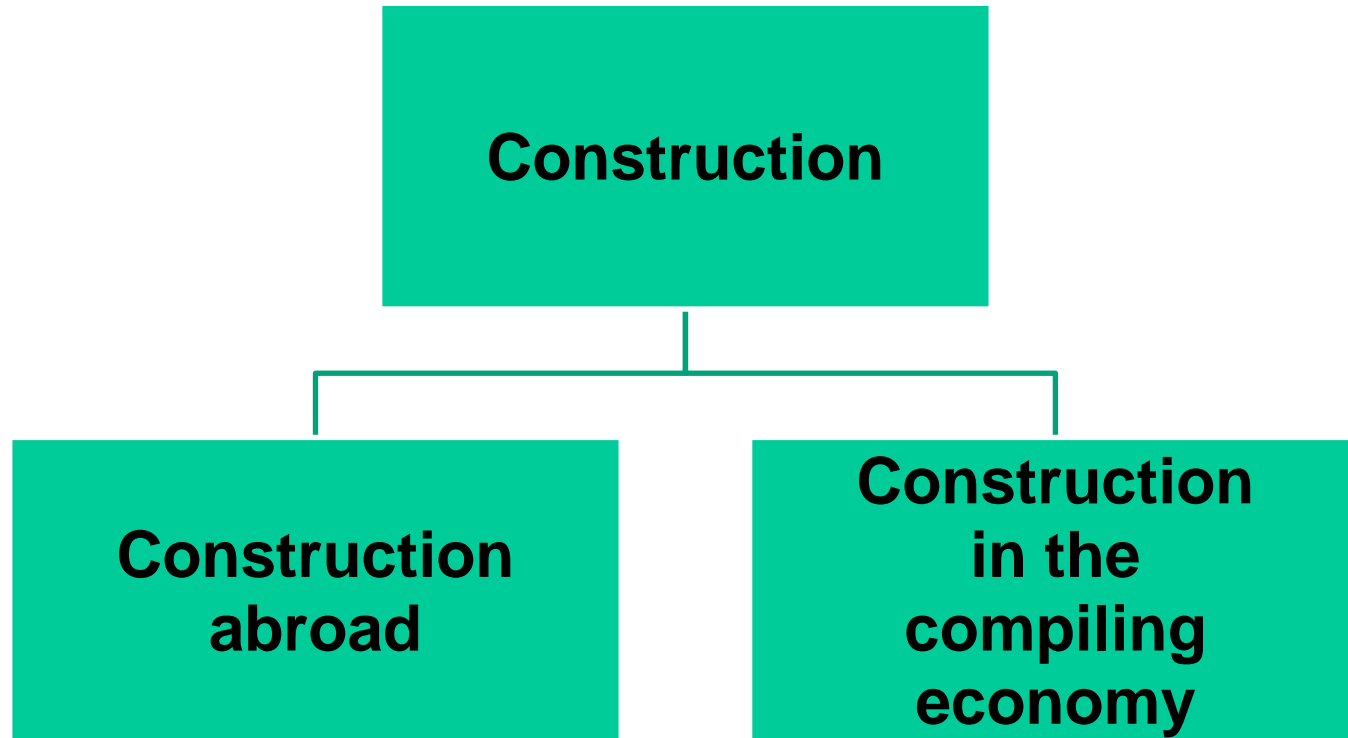 Construction
Construction
abroad
Construction
in the
compiling
economy